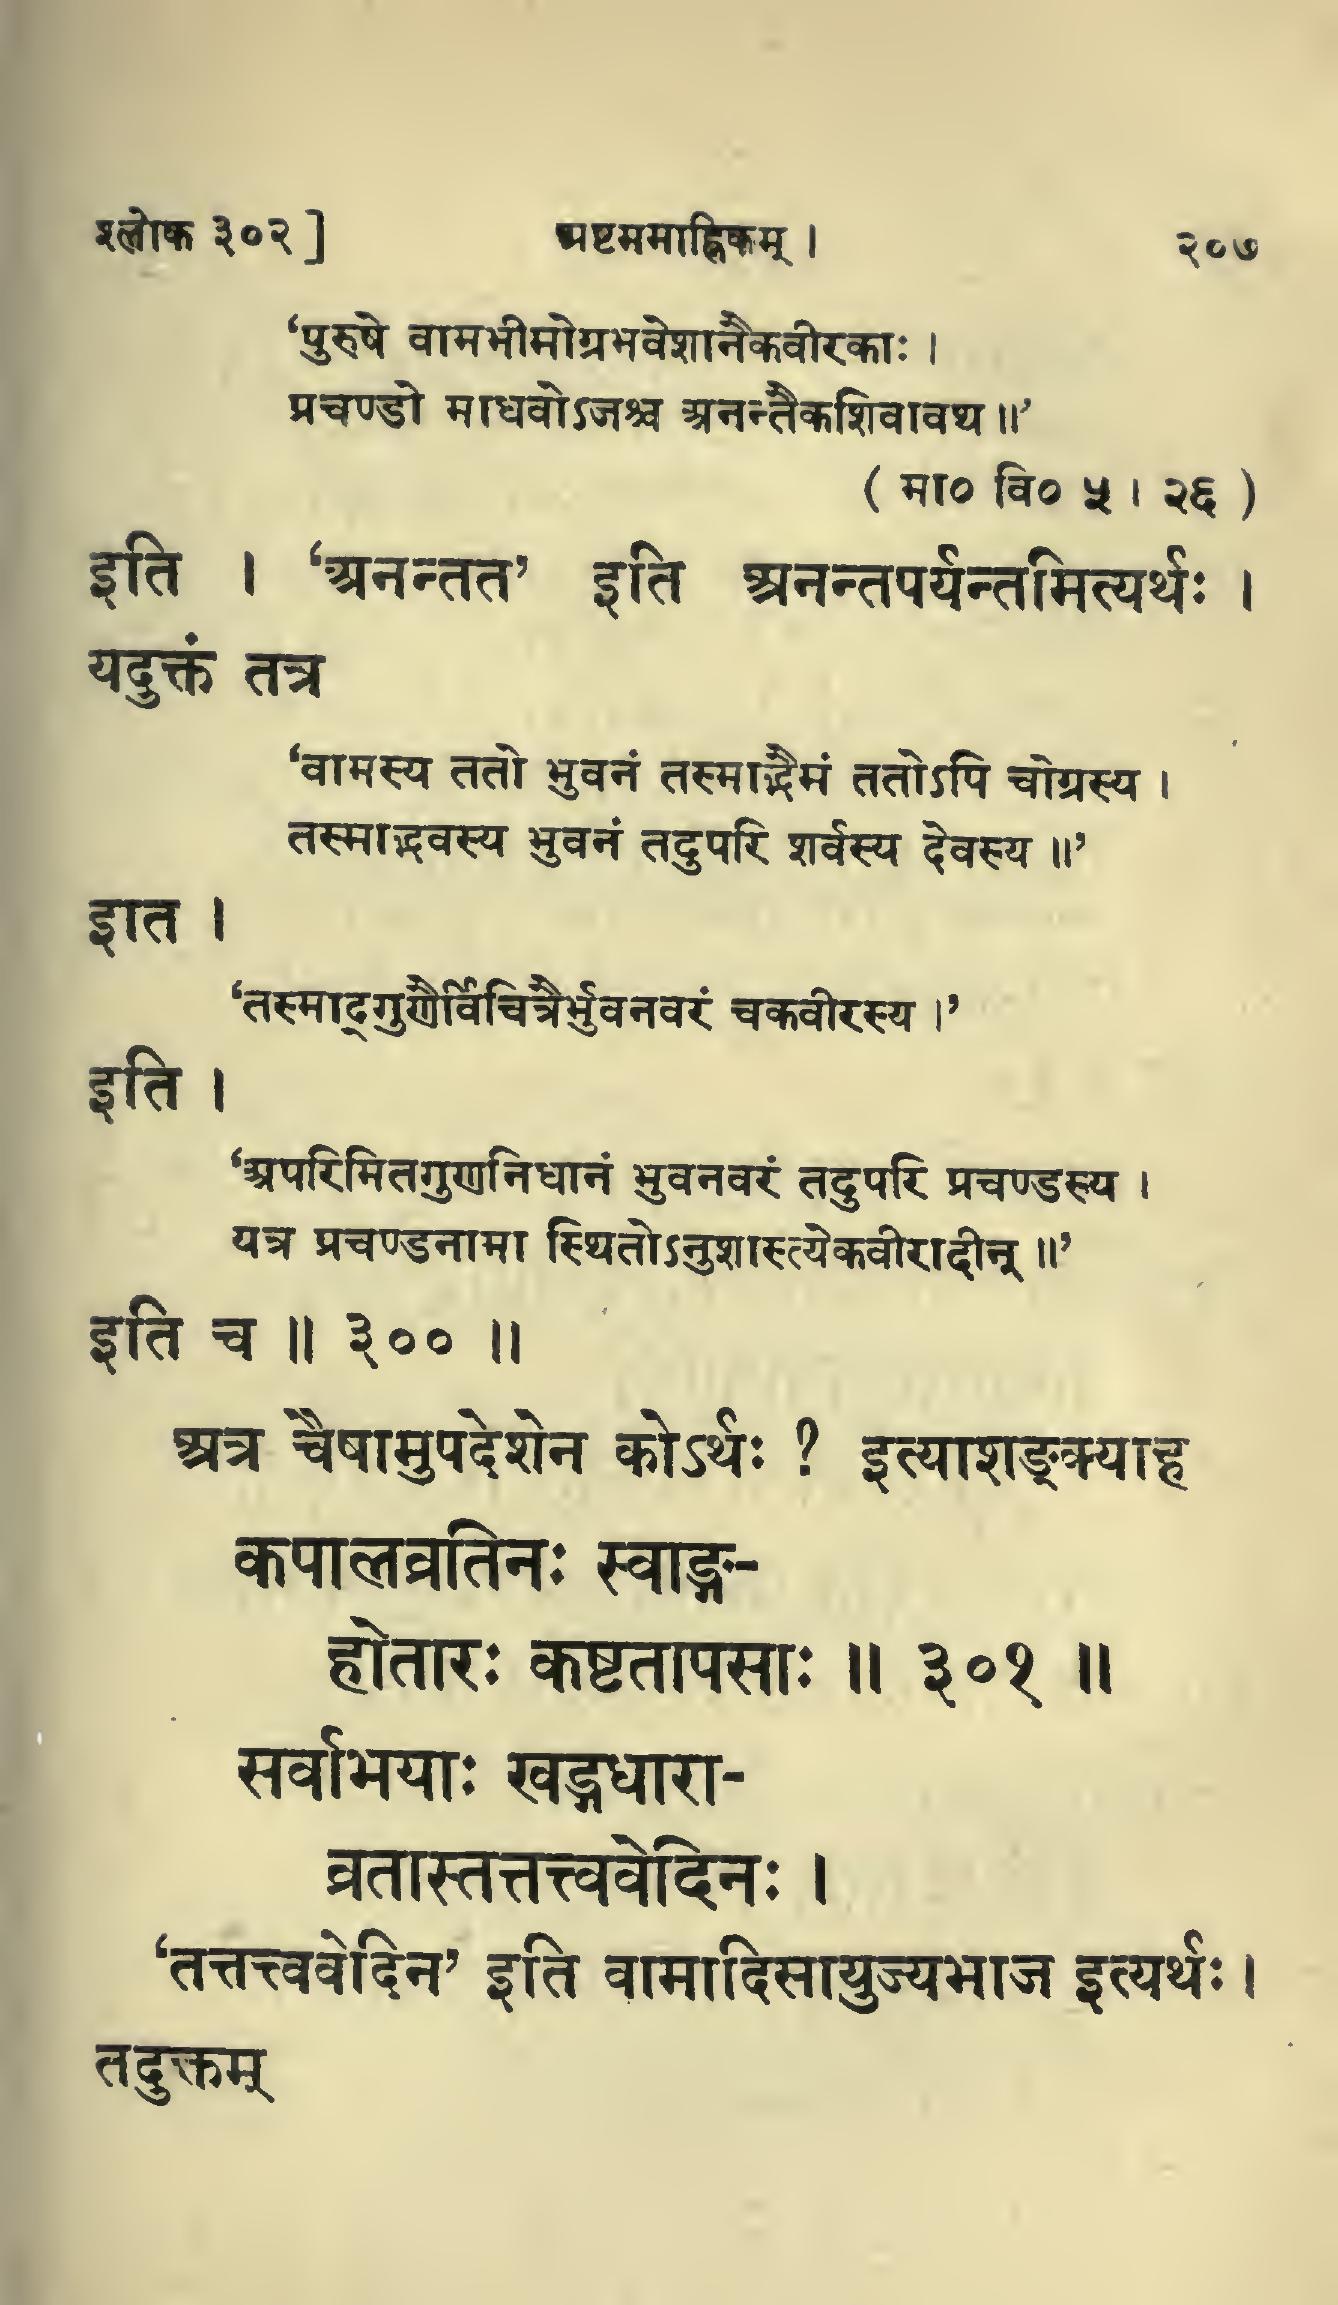 श्लोक ३०२] अष्टममाह्निकम् । २०७
‘पुरुषे वामभीमोग्रभवेशानैकवीरकाः ।
प्रचण्डो माधवोऽजश्च अनन्तैकशिवावथ ॥’
( मा० वि० ५ । २६ )
इति । ‘अनन्तत’ इति अनन्तपर्यन्तमित्यर्थः ।
यदुक्तं तत्र
‘वामस्य ततो भुवनं तस्माद्भैमं ततोऽपि चोग्रस्य ।
तस्माद्भवस्य भुवनं तदुपरि शर्वस्य देवस्य ॥’
इात ।
‘तस्माद्गुणैर्विचित्रैर्भुवनवरं चकवीरस्य ।’
इति ।
‘अपरिमितगुणनिधानं भुवनवरं तदुपरि प्रचण्डस्य ।
यत्र प्रचण्डनामा स्थितोऽनुशास्त्येकवीरादीन् ॥’
इति च ॥ ३०० ॥
अत्र चैषामुपदेशेन कोऽर्थः ? इत्याशङ्क्याह
कपालव्रतिनः स्वाङ्ग-
होतारः कष्टतापसाः ॥ ३०१ ॥
सर्वाभयाः खड्गधारा-
व्रतास्तत्तत्त्ववेदिनः ।
‘तत्तत्त्ववेदिन’ इति वामादिसायुज्यभाज इत्यर्थः ।
तदुक्तम्